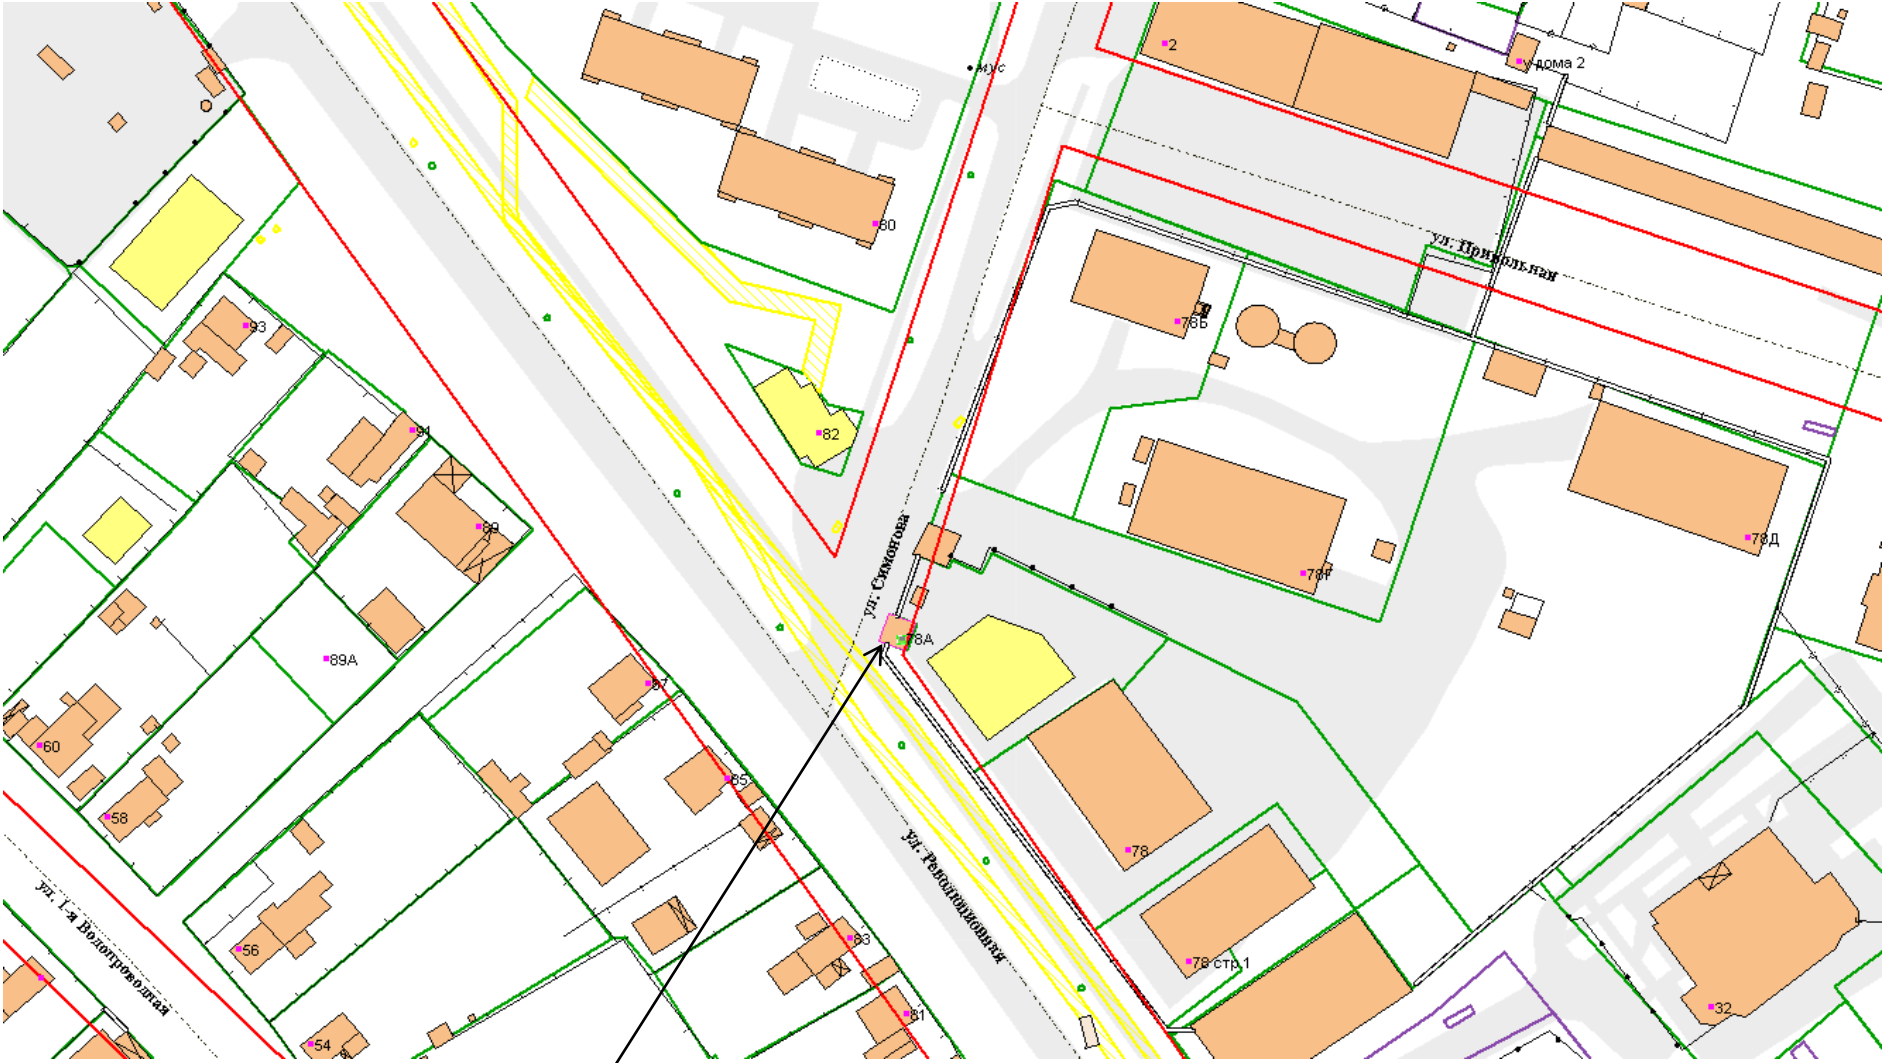 2
у дома 2
мус
80
ул. Привольная
93
78Б
91
82
89
ул. Симонова
78Д
78Г
78А
89А
87
60
85
58
78
ул. Революционная
ул. 1-я Водопроводная
83
56
78 стр.1
32
81
54